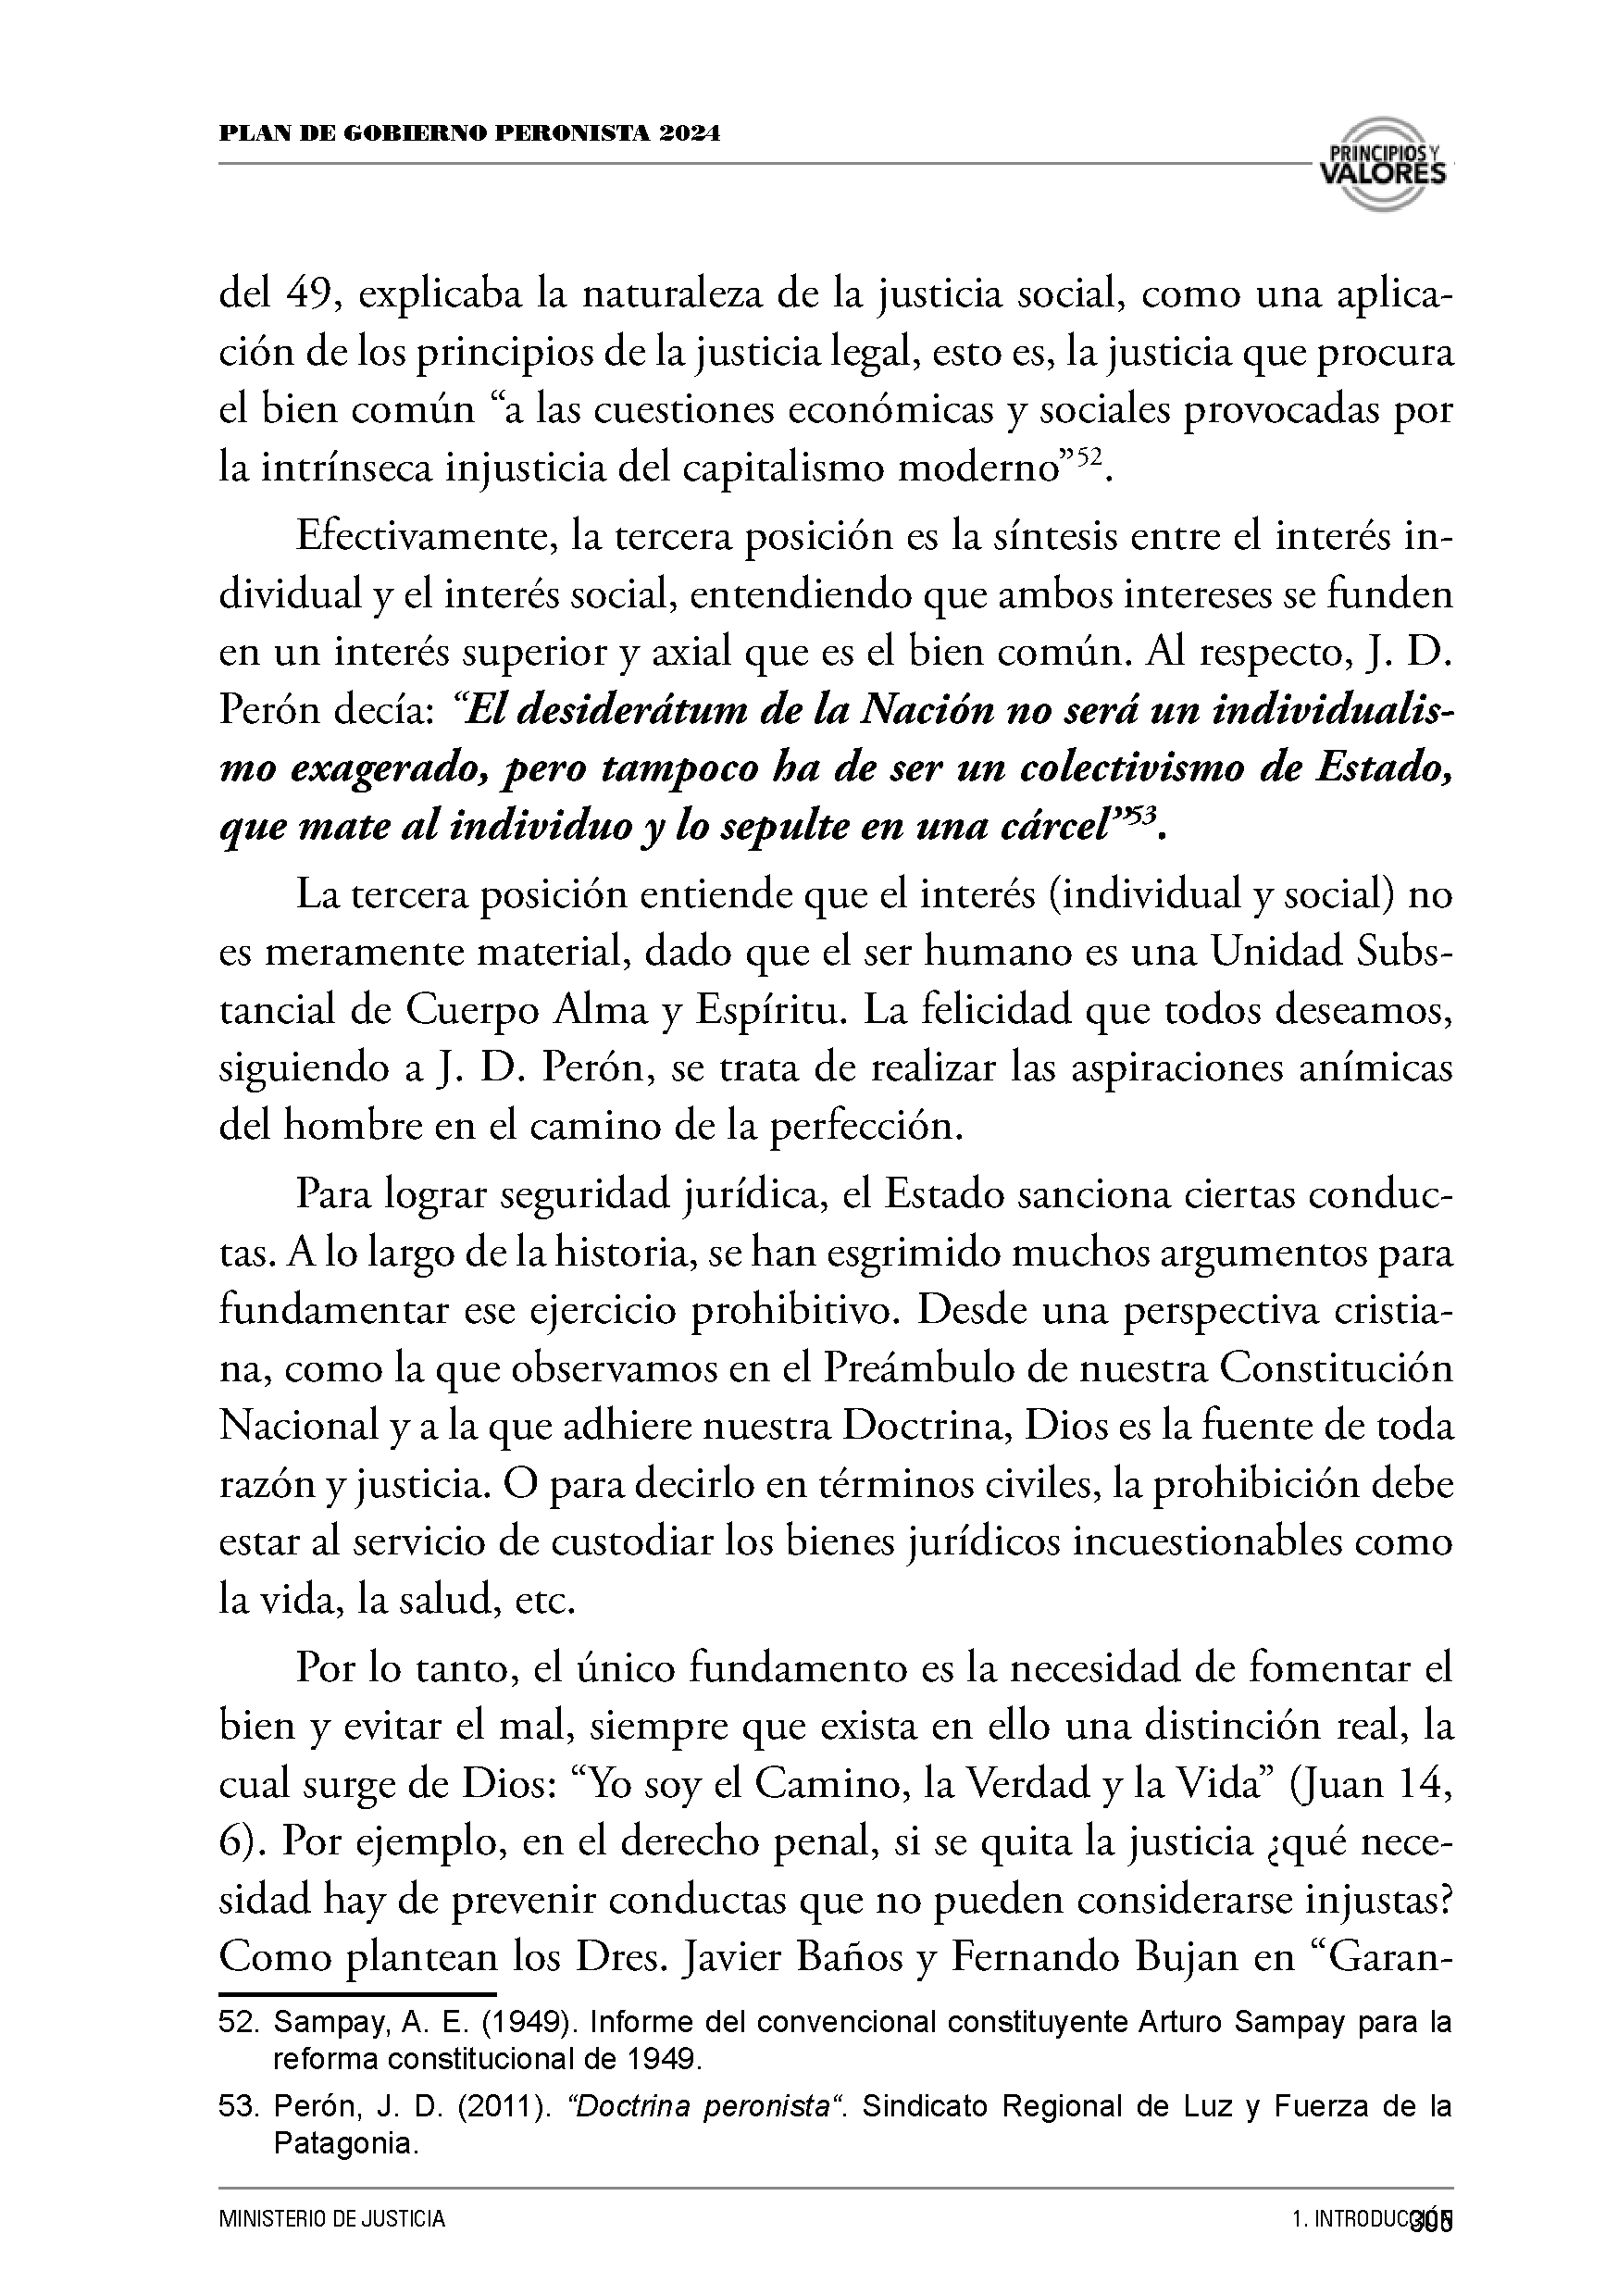 PLAN DE GOBIERNO PERONISTA 2024
PRINCIPIOS Y
VALORES
del 49, explicaba la naturaleza de la justicia social, como una aplica-
ción de los principios de la justicia legal, esto es, la justicia que procura
el bien común “a las cuestiones económicas y sociales provocadas por
la intrínseca injusticia del capitalismo moderno”52.
Efectivamente, la tercera posición es la síntesis entre el interés in-
dividual y el interés social, entendiendo que ambos intereses se funden
en un interés superior y axial que es el bien común. Al respecto, J. D.
Perón decía: “El desiderátum de la Nación no será un individualis-
mo exagerado, pero tampoco ha de ser un colectivismo de Estado,
que mate al individuo y lo sepulte en una cárcel”53.
La tercera posición entiende que el interés (individual y social) no
es meramente material, dado que el ser humano es una Unidad Subs-
tancial de Cuerpo Alma y Espíritu. La felicidad que todos deseamos,
siguiendo a J. D. Perón, se trata de realizar las aspiraciones anímicas
del hombre en el camino de la perfección.
Para lograr seguridad jurídica, el Estado sanciona ciertas conduc-
tas. A lo largo de la historia, se han esgrimido muchos argumentos para
fundamentar ese ejercicio prohibitivo. Desde una perspectiva cristia-
na, como la que observamos en el Preámbulo de nuestra Constitución
Nacional y a la que adhiere nuestra Doctrina, Dios es la fuente de toda
razón y justicia. O para decirlo en términos civiles, la prohibición debe
estar al servicio de custodiar los bienes jurídicos incuestionables como
la vida, la salud, etc.
Por lo tanto, el único fundamento es la necesidad de fomentar el
bien y evitar el mal, siempre que exista en ello una distinción real, la
cual surge de Dios: “Yo soy el Camino, la Verdad y la Vida” (Juan 14,
6). Por ejemplo, en el derecho penal, si se quita la justicia ¿qué nece-
sidad hay de prevenir conductas que no pueden considerarse injustas?
Como plantean los Dres. Javier Baños y Fernando Bujan en “Garan-
52. Sampay, A. E. (1949). Informe del convencional constituyente Arturo Sampay para la
reforma constitucional de 1949.
53. Perón, J. D. (2011). “Doctrina peronista“. Sindicato Regional de Luz y Fuerza de la
Patagonia.
MINISTERIO DE JUSTICIA
1. INTRODUCCIÓN